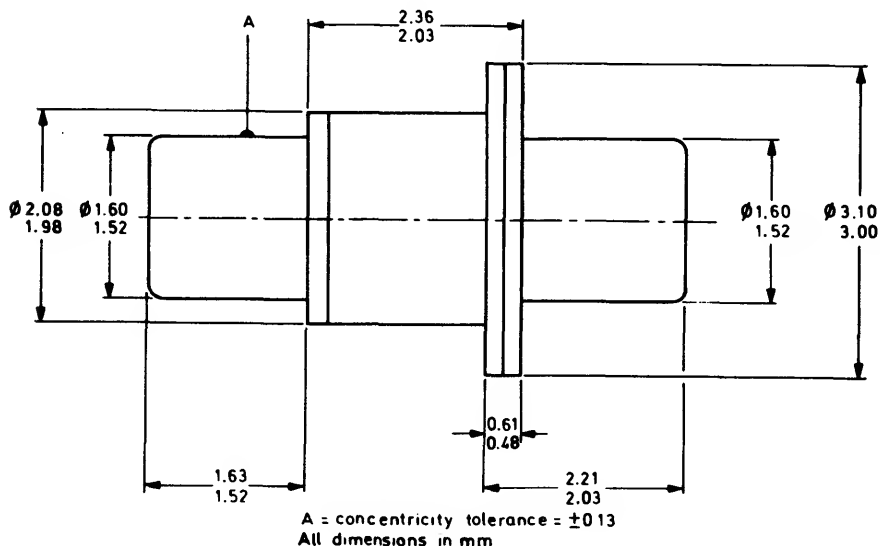 A
2.36
2.03
Ø 2.08
1.98
Ø 1.60
1.52
Ø 1.60
1.52
Ø 3.10
3.00
0.61
0.48
1.63
1.52
2.21
2.03
A = concentricity tolerance = ±0 13
All dimensions in mm